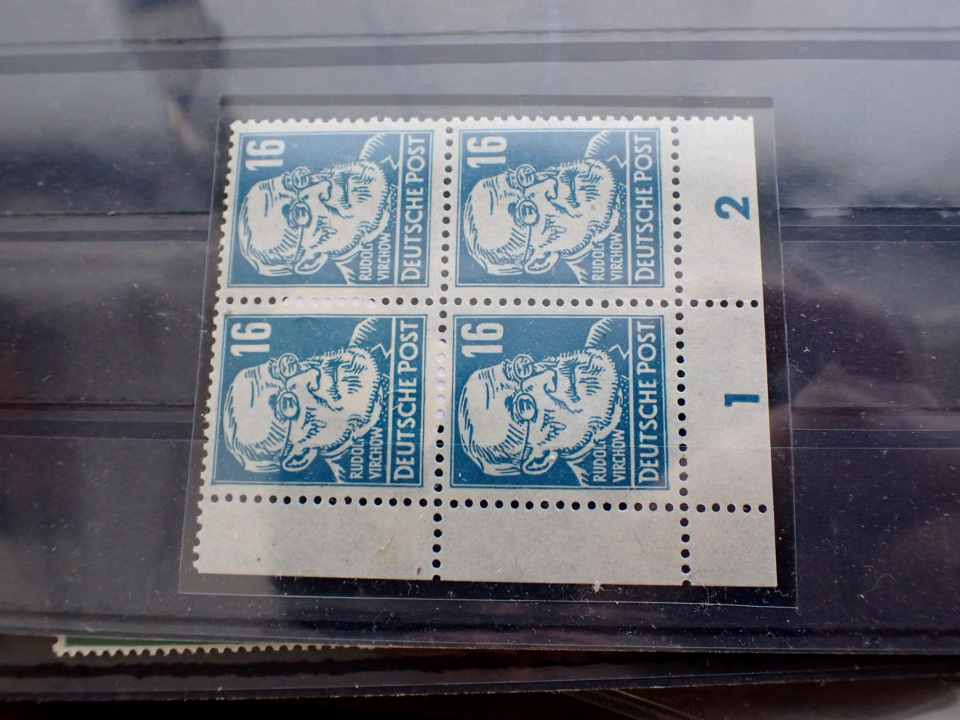 16
RUDOLF
VIRCHOW
DEUTSCHE POST
16
RUDOLF
VIRCHOW
DEUTSCHE POST
2
16
RUDOLF
VIRCHOW
DEUTSCHE POST
16
RUDOLF
VIRCHOW
DEUTSCHE POST
1